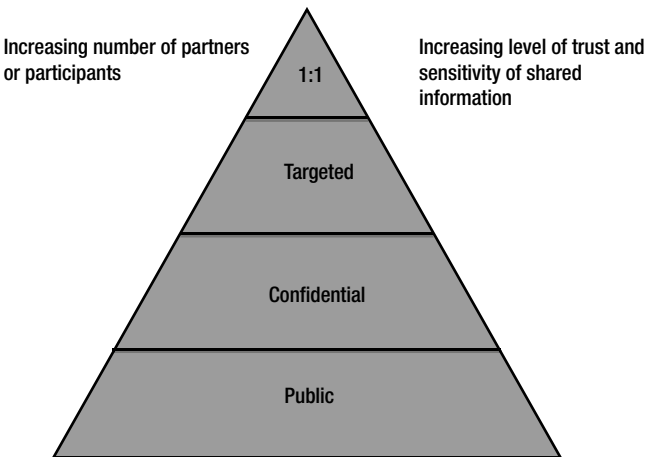 Increasing number of partners
or participants
Increasing level of trust and
sensitivity of shared
information
1:1
Targeted
Confidential
Public